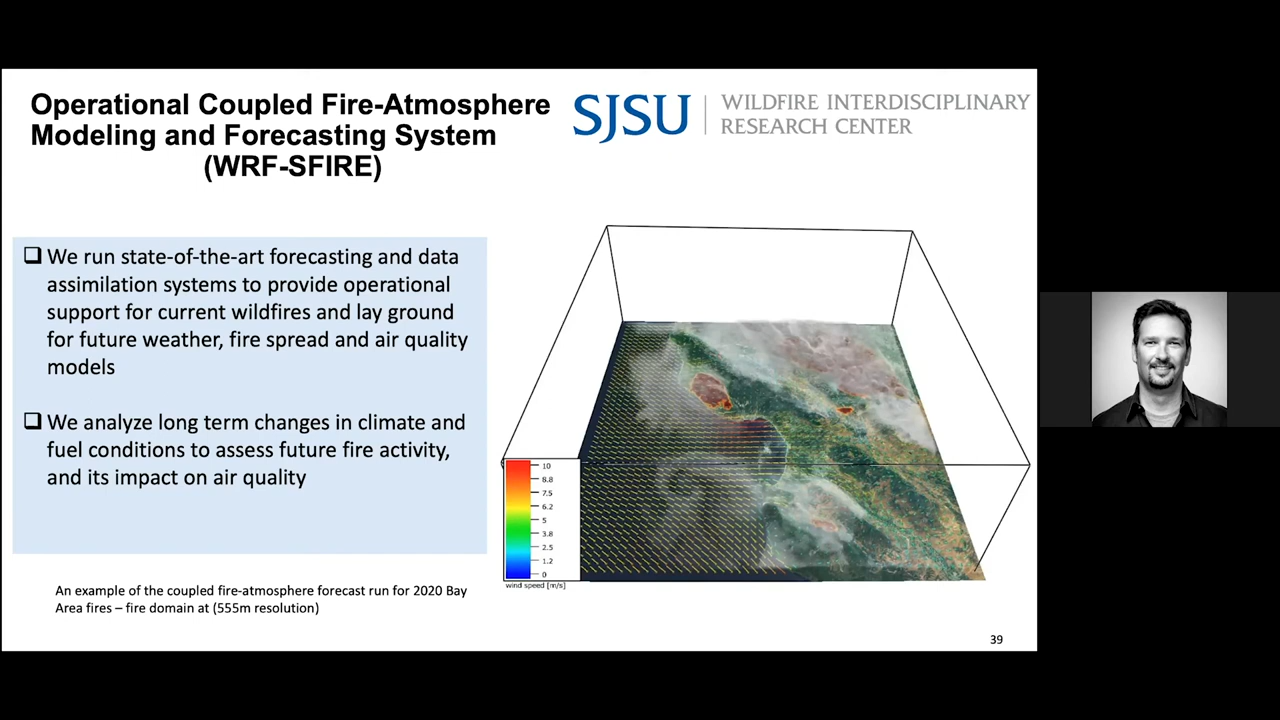 Operational Coupled Fire-Atmosphere
Modeling and Forecasting System
(WRF-SFIRE)
SJSU
WILDFIRE INTERDISCIPLINARY
RESEARCH CENTER
We run state-of-the-art forecasting and data
assimilation systems to provide operational
support for current wildfires and lay ground
for future weather, fire spread and air quality
models
We analyze long term changes in climate and
fuel conditions to assess future fire activity,
and its impact on air quality
10
8.8
7.5
6.2
5
3.8
2.5
1.2
0
wind speed [m/s]
An example of the coupled fire-atmosphere forecast run for 2020 Bay
Area fires – fire domain at (555m resolution)
39